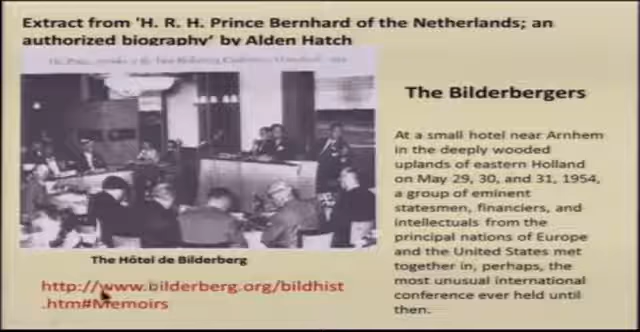 Extract from 'H. R. H. Prince Bernhard of the Netherlands; an
authorized biography' by Alden Hatch
The Bilderbergers
At a small hotel near Arnhem
in the deeply wooded
uplands of eastern Holland
on May 29, 30, and 31, 1954,
a group of eminent
statesmen, financiers, and
intellectuals from the
principal nations of Europe
and the United States met
together in, perhaps, the
most unusual international
conference ever held until
then.
The Hôtel de Bilderberg
http://www.bilderberg.org/bildhist
.htm#Memoirs